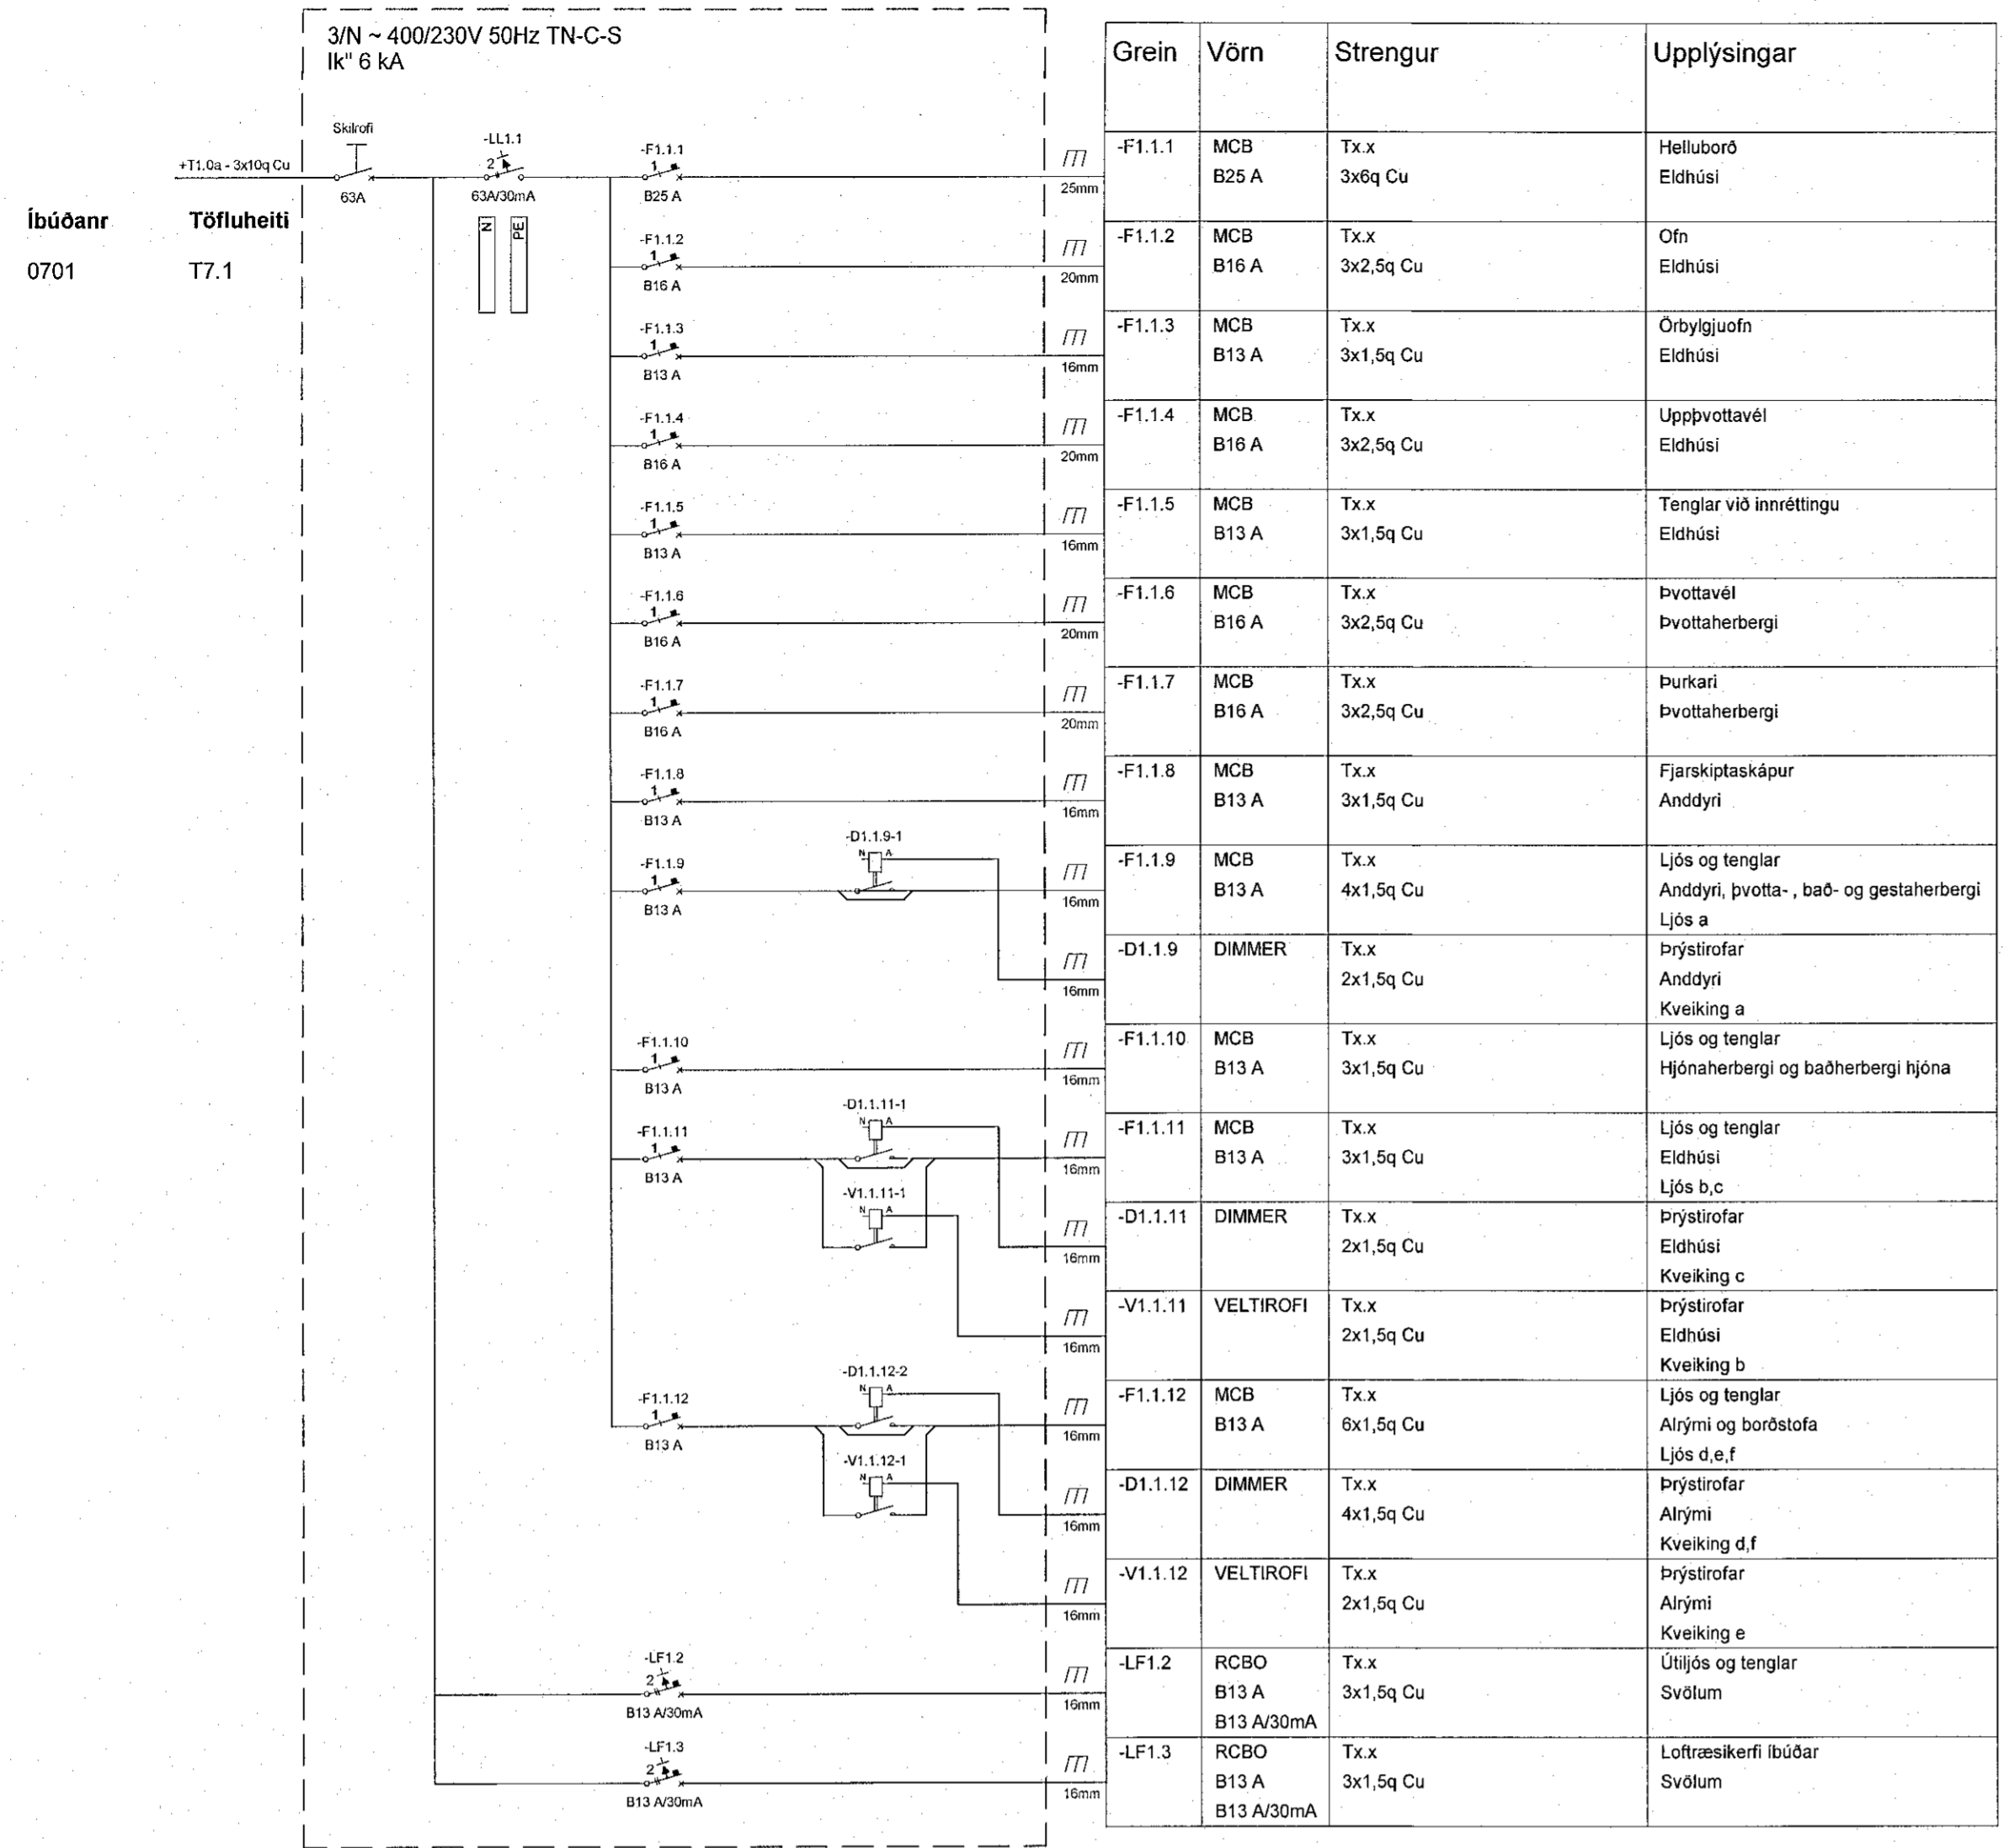 3/N ~ 400/230V 50Hz TN-C-S
Ik" 6 kA
Skilrofi
+T1.0a - 3x10q Cu
63A
-LL1.1
2
63A/30mA
N
PE
Íbúðanr Töfluheiti
0701 T7.1
-F1.1.1
1
B25 A
25mm
-F1.1.2
1
B16 A
20mm
-F1.1.3
1
B13 A
16mm
-F1.1.4
1
B16 A
20mm
-F1.1.5
1
B13 A
16mm
-F1.1.6
1
B16 A
20mm
-F1.1.7
1
B16 A
20mm
-F1.1.8
1
B13 A
16mm
-D1.1.9-1
N A
-F1.1.9
1
B13 A
16mm
16mm
-F1.1.10
1
B13 A
16mm
-D1.1.11-1
N A
-F1.1.11
1
B13 A
16mm
-V1.1.11-1
N A
16mm
16mm
-D1.1.12-2
N A
-F1.1.12
1
B13 A
16mm
-V1.1.12-1
N A
16mm
16mm
-LF1.2
2
B13 A/30mA
16mm
-LF1.3
2
B13 A/30mA
16mm
Grein Vörn Strengur Upplýsingar
-F1.1.1 MCB Tx.x Helluborð
B25 A 3x6q Cu Eldhúsi
-F1.1.2 MCB Tx.x Ofn
B16 A 3x2,5q Cu Eldhúsi
-F1.1.3 MCB Tx.x Örbylgjuofn
B13 A 3x1,5q Cu Eldhúsi
-F1.1.4 MCB Tx.x Uppþvottavél
B16 A 3x2,5q Cu Eldhúsi
-F1.1.5 MCB Tx.x Tenglar við innréttingu
B13 A 3x1,5q Cu Eldhúsi
-F1.1.6 MCB Tx.x Þvottavél
B16 A 3x2,5q Cu Þvottaherbergi
-F1.1.7 MCB Tx.x Þurkari
B16 A 3x2,5q Cu Þvottaherbergi
-F1.1.8 MCB Tx.x Fjarskiptaskápur
B13 A 3x1,5q Cu Anddyri
-F1.1.9 MCB Tx.x Ljós og tenglar
B13 A 4x1,5q Cu Anddyri, þvotta- , bað- og gestaherbergi
Ljós a
-D1.1.9 DIMMER Tx.x Þrýstirofar
2x1,5q Cu Anddyri
Kveiking a
-F1.1.10 MCB Tx.x Ljós og tenglar
B13 A 3x1,5q Cu Hjónaherbergi og baðherbergi hjóna
-F1.1.11 MCB Tx.x Ljós og tenglar
B13 A 3x1,5q Cu Eldhúsi
Ljós b,c
-D1.1.11 DIMMER Tx.x Þrýstirofar
2x1,5q Cu Eldhúsi
Kveiking c
-V1.1.11 VELTIROFI Tx.x Þrýstirofar
2x1,5q Cu Eldhúsi
Kveiking b
-F1.1.12 MCB Tx.x Ljós og tenglar
B13 A 6x1,5q Cu Alrými og borðstofa
Ljós d,e,f
-D1.1.12 DIMMER Tx.x Þrýstirofar
4x1,5q Cu Alrými
Kveiking d,f
-V1.1.12 VELTIROFI Tx.x Þrýstirofar
2x1,5q Cu Alrými
Kveiking e
-LF1.2 RCBO Tx.x Útiljós og tenglar
B13 A 3x1,5q Cu Svölum
B13 A/30mA
-LF1.3 RCBO Tx.x Loftræsikerfi íbúðar
B13 A 3x1,5q Cu Svölum
B13 A/30mA